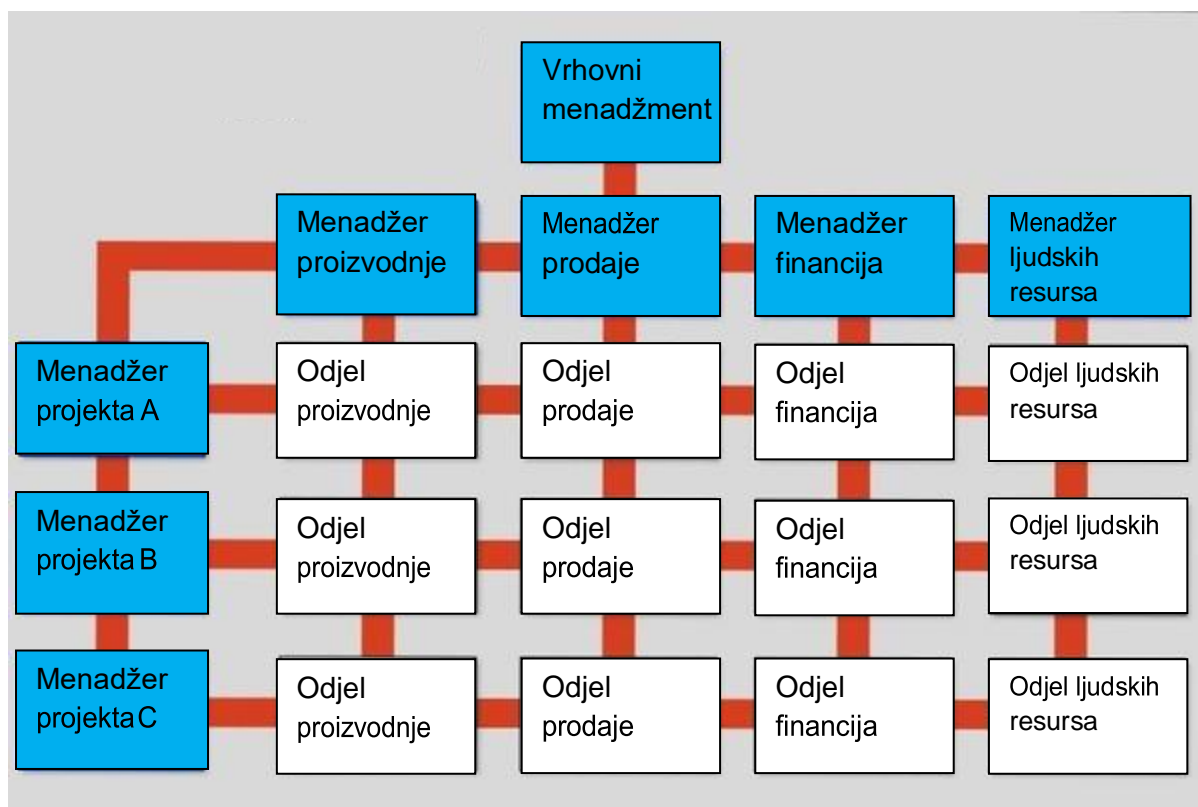 Vrhovni
menadžment
Menadžer
proizvodnje
Menadžer
prodaje
Menadžer
financija
Menadžer
ljudskih
resursa
Menadžer
projekta A
Odjel
proizvodnje
Odjel
prodaje
Odjel
financija
Odjel ljudskih
resursa
Menadžer
projekta B
Odjel
proizvodnje
Odjel
prodaje
Odjel
financija
Odjel ljudskih
resursa
Menadžer
projekta C
Odjel
proizvodnje
Odjel
prodaje
Odjel
financija
Odjel ljudskih
resursa